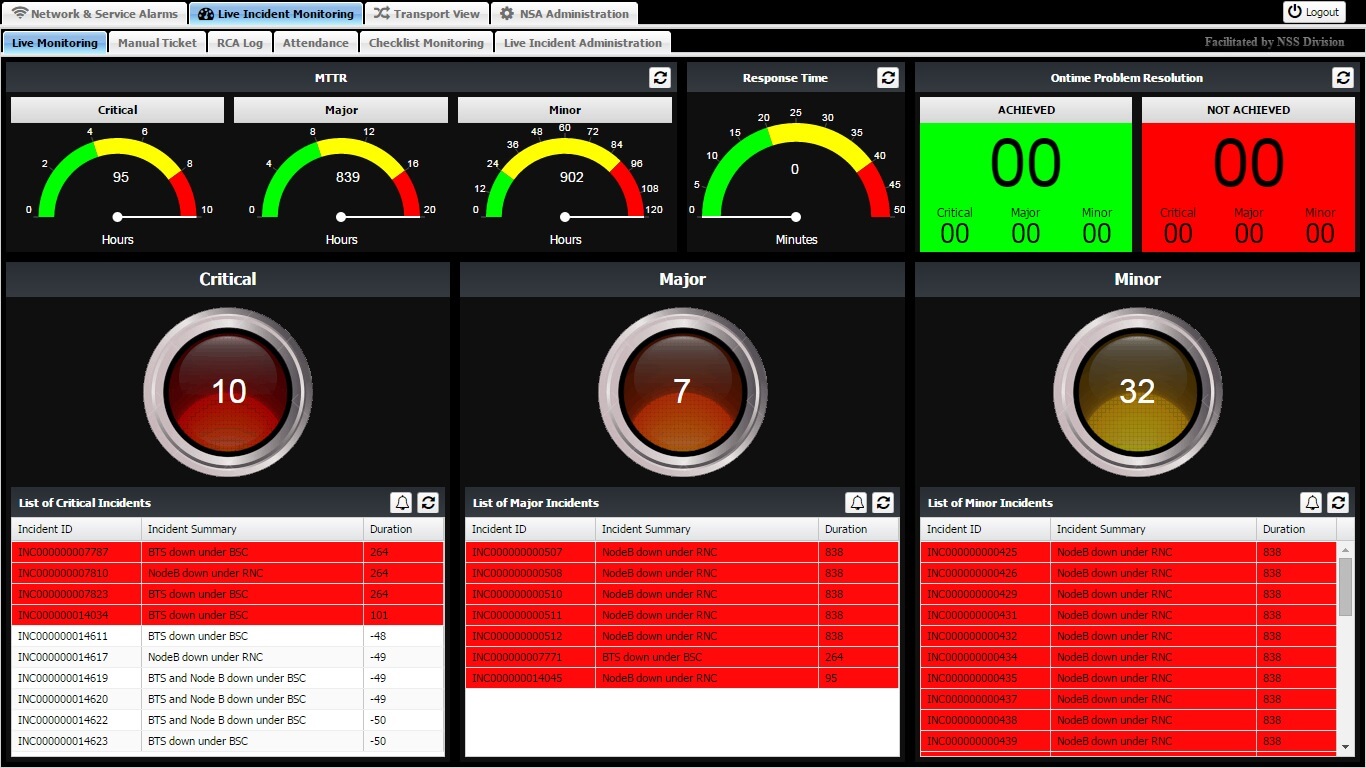 Network & Service Alarms Live Incident Monitoring Transport View NSA Administration Logout
Live Monitoring Manual Ticket RCA Log Attendance Checklist Monitoring Live Incident Administration Facilitated by NSS Division
MTTR
Critical Major Minor
0 2 4 6 8 10
95
Hours
0 4 8 12 16 20
839
Hours
0 12 24 36 48 60 72 84 96 108 120
902
Hours
Response Time
0 5 10 15 20 25 30 35 40 45 50
0
Minutes
Ontime Problem Resolution
ACHIEVED
00
Critical Major Minor
00 00 00
NOT ACHIEVED
00
Critical Major Minor
00 00 00
Critical
10
List of Critical Incidents
Incident ID Incident Summary Duration
INC000000007787 BTS down under BSC 264
INC000000007810 NodeB down under RNC 264
INC000000007823 BTS down under BSC 264
INC000000014034 BTS down under BSC 101
INC000000014611 BTS down under BSC -48
INC000000014617 NodeB down under RNC -49
INC000000014619 BTS and Node B down under BSC -49
INC000000014620 BTS and Node B down under BSC -49
INC000000014622 BTS and Node B down under BSC -50
INC000000014623 BTS down under BSC -50
Major
7
List of Major Incidents
Incident ID Incident Summary Duration
INC000000000507 NodeB down under RNC 838
INC000000000508 NodeB down under RNC 838
INC000000000510 NodeB down under RNC 838
INC000000000511 NodeB down under RNC 838
INC000000000512 NodeB down under RNC 838
INC000000007771 BTS down under BSC 264
INC000000014045 NodeB down under RNC 95
Minor
32
List of Minor Incidents
Incident ID Incident Summary Duration
INC000000000425 NodeB down under RNC 838
INC000000000426 NodeB down under RNC 838
INC000000000429 NodeB down under RNC 838
INC000000000431 NodeB down under RNC 838
INC000000000432 NodeB down under RNC 838
INC000000000434 NodeB down under RNC 838
INC000000000435 NodeB down under RNC 838
INC000000000437 NodeB down under RNC 838
INC000000000438 NodeB down under RNC 838
INC000000000439 NodeB down under RNC 838